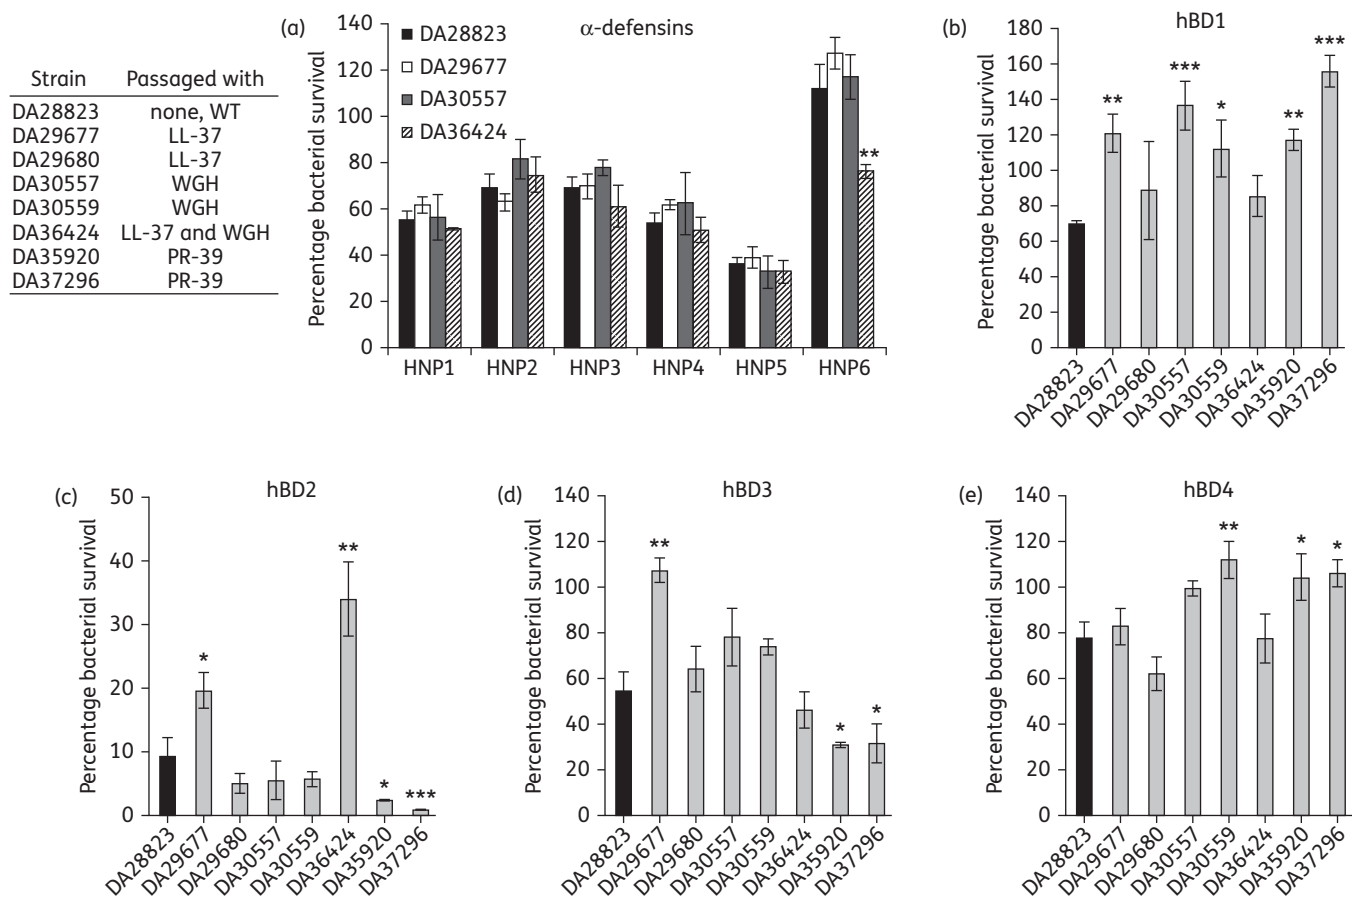 Strain Passaged with
DA28823 none, WT
DA29677 LL-37
DA29680 LL-37
DA30557 WGH
DA30559 WGH
DA36424 LL-37 and WGH
DA35920 PR-39
DA37296 PR-39
(a) α-defensins
DA28823
DA29677
DA30557
DA36424
Percentage bacterial survival
140
120
100
80
60
40
20
0
**
HNP1 HNP2 HNP3 HNP4 HNP5 HNP6
(b) hBD1
Percentage bacterial survival
180
160
140
120
100
80
60
40
20
0
** *** * ** ***
DA28823 DA29677 DA29680 DA30557 DA30559 DA36424 DA35920 DA37296
(c) hBD2
Percentage bacterial survival
50
40
30
20
10
0
* ** * ***
DA28823 DA29677 DA29680 DA30557 DA30559 DA36424 DA35920 DA37296
(d) hBD3
Percentage bacterial survival
140
120
100
80
60
40
20
0
** * *
DA28823 DA29677 DA29680 DA30557 DA30559 DA36424 DA35920 DA37296
(e) hBD4
Percentage bacterial survival
140
120
100
80
60
40
20
0
** * *
DA28823 DA29677 DA29680 DA30557 DA30559 DA36424 DA35920 DA37296